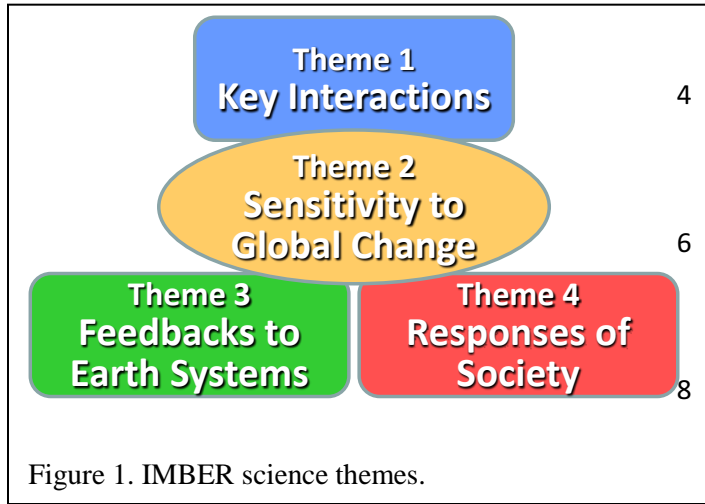 Theme 1
Key Interactions
4
Theme 2
Sensitivity to
Global Change
6
Theme 3
Feedbacks to
Earth Systems
Theme 4
Responses of
Society
8
Figure 1. IMBER science themes.